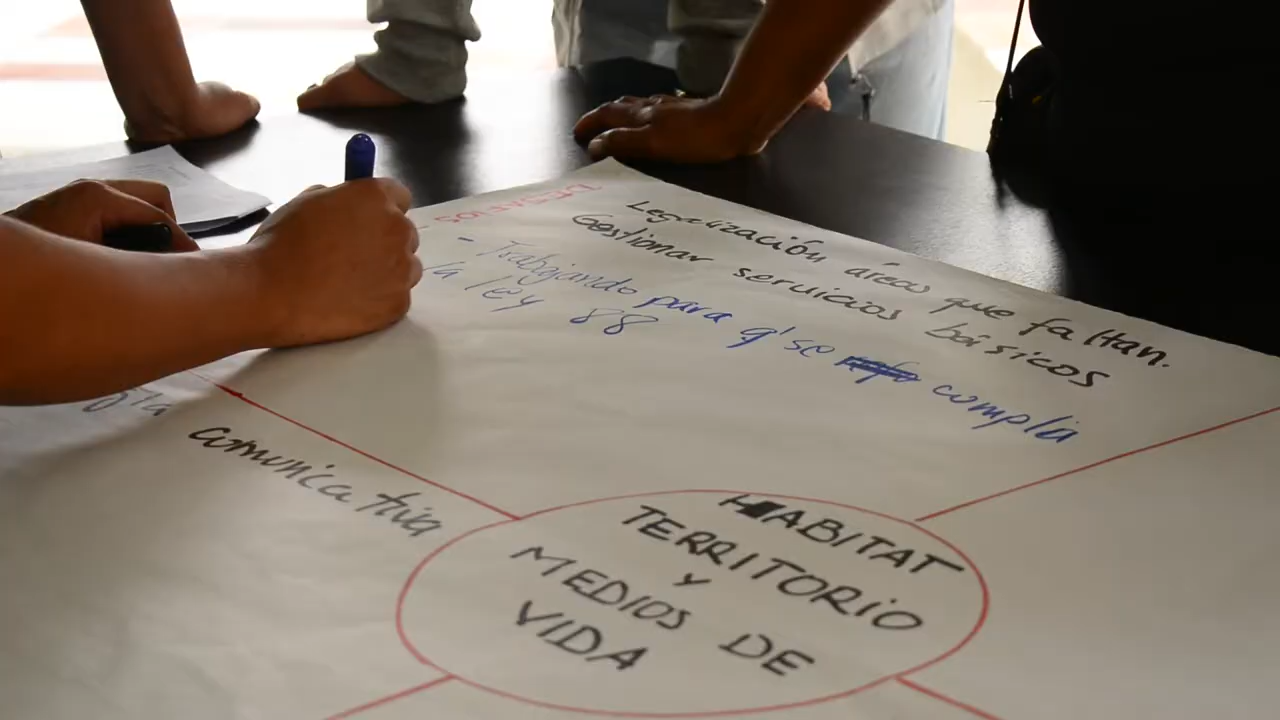 DESAFIOS
Legalización áreas que faltan.
Gestionar servicios básicos
- Trabajando para q' se cumpla
la ley 88
comunicativa
HABITAT
TERRITORIO
y
MEDIOS DE
VIDA